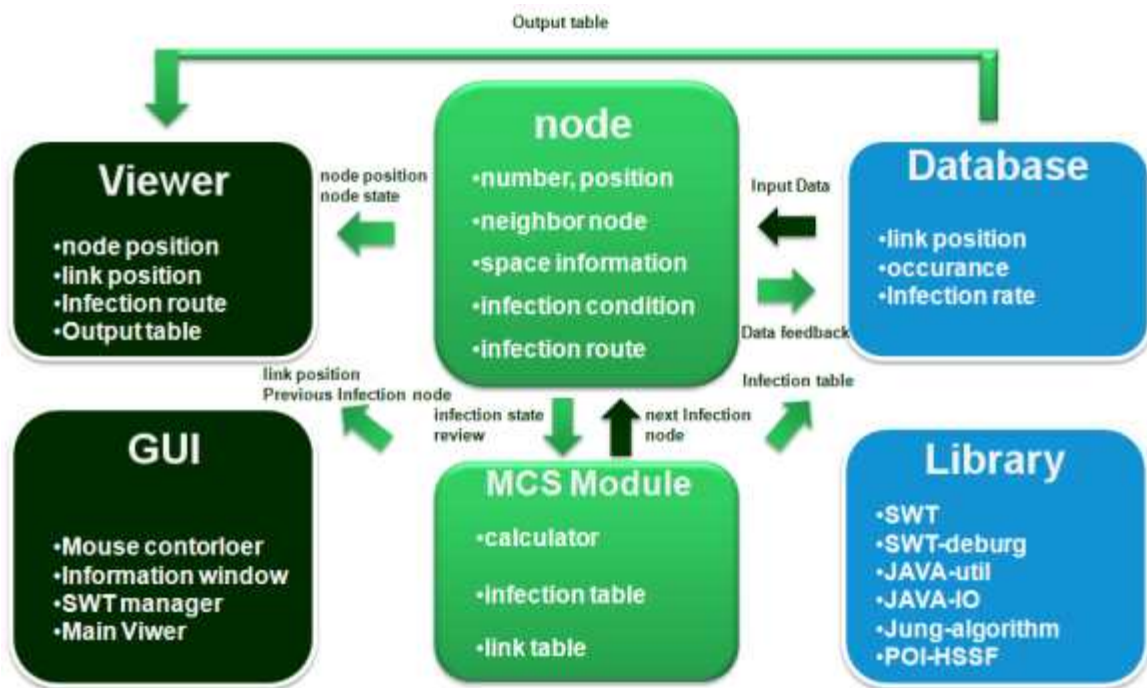 Output table
Viewer
•node position
•link position
•Infection route
•Output table
node position
node state
node
•number, position
•neighbor node
•space information
•infection condition
•infection route
Input Data
Data feedback
Database
•link position
•occurance
•Infection rate
link position
Previous Infection node
infection state
review
next Infection
node
Infection table
GUI
•Mouse contorloer
•Information window
•SWT manager
•Main Viwer
MCS Module
•calculator
•infection table
•link table
Library
•SWT
•SWT-deburg
•JAVA-util
•JAVA-IO
•Jung-algorithm
•POI-HSSF